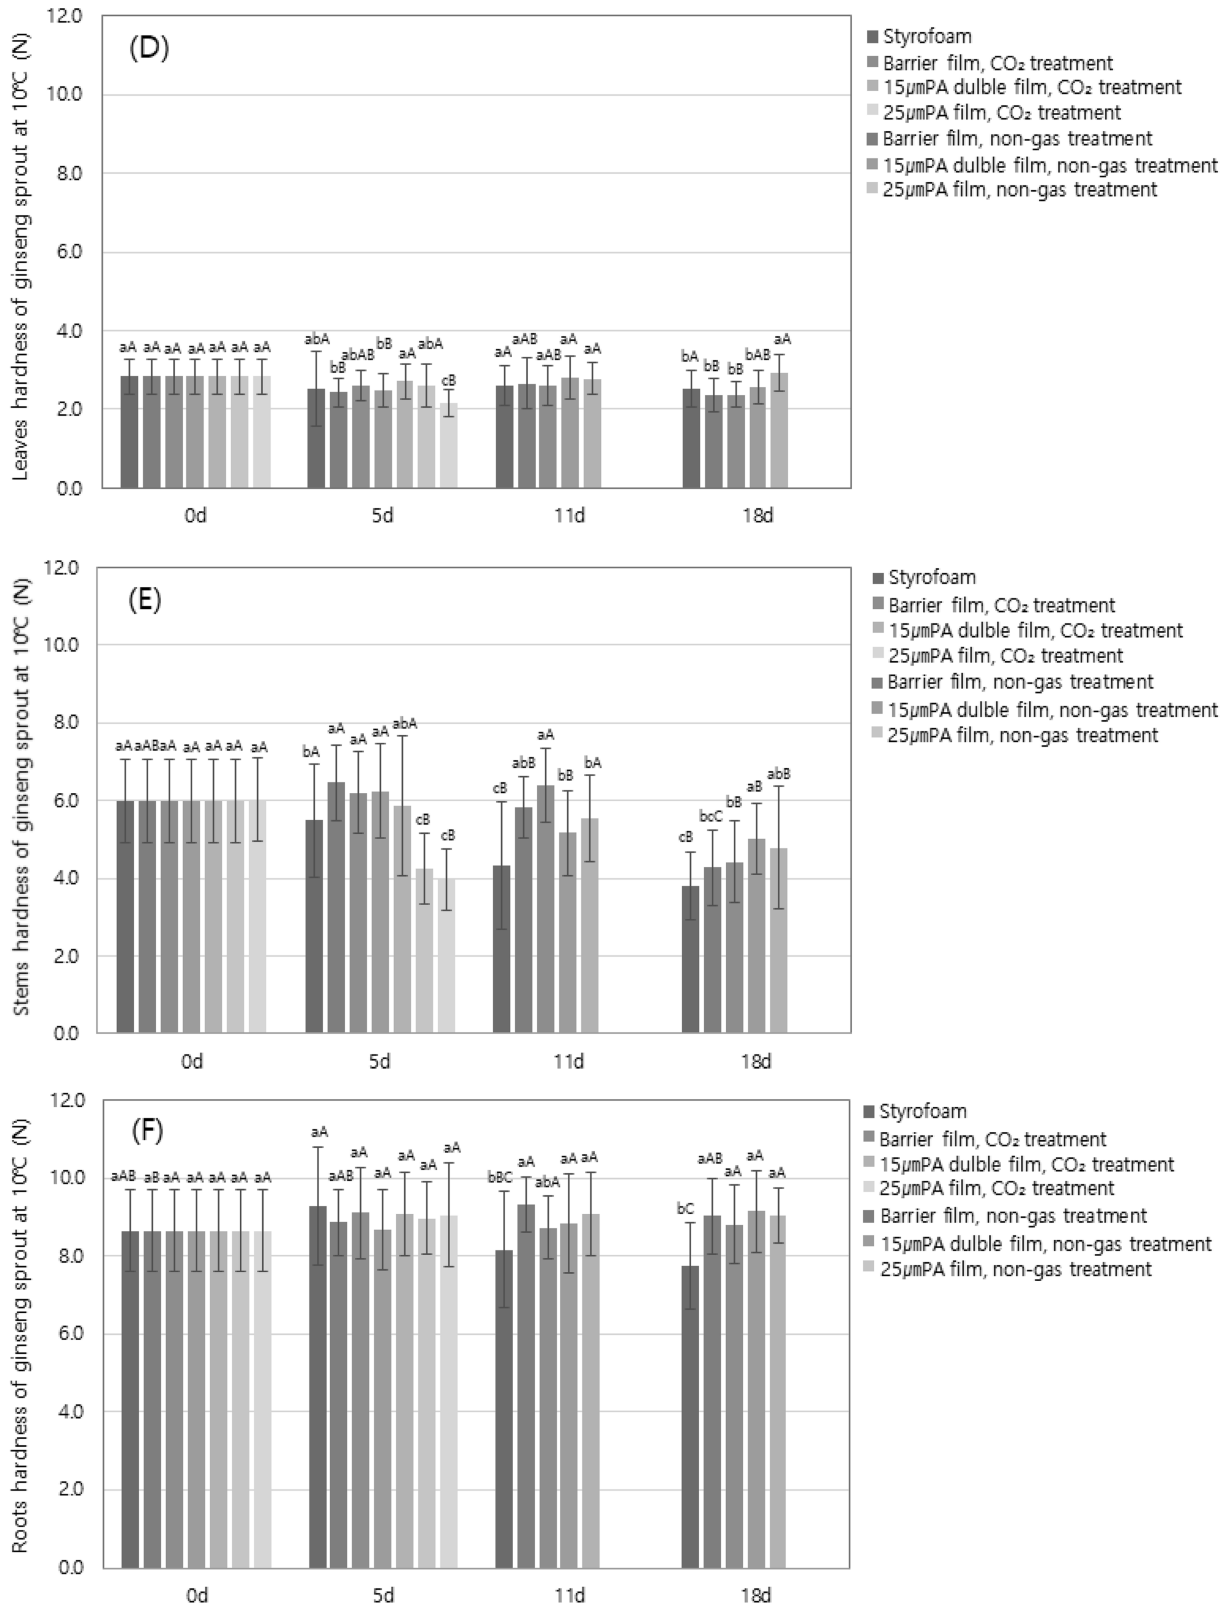 Leaves hardness of ginseng sprout at 10℃ (N)
12.0
10.0
8.0
6.0
4.0
2.0
0.0
(D)
aA aA aA aA aA aA aA
abA bB abAB bB aA abA cB
aA aAB aAB aA aA
bA bB bB bAB aA
0d 5d 11d 18d
Styrofoam
Barrier film, CO₂ treatment
15㎛PA dulble film, CO₂ treatment
25㎛PA film, CO₂ treatment
Barrier film, non-gas treatment
15㎛PA dulble film, non-gas treatment
25㎛PA film, non-gas treatment
Stems hardness of ginseng sprout at 10℃ (N)
12.0
10.0
8.0
6.0
4.0
2.0
0.0
(E)
aA aAB aA aA aA aA aA
bA aA aA aA abA cB cB
cB abB aA bB bA
cB bcC bB aB abB
0d 5d 11d 18d
Styrofoam
Barrier film, CO₂ treatment
15㎛PA dulble film, CO₂ treatment
25㎛PA film, CO₂ treatment
Barrier film, non-gas treatment
15㎛PA dulble film, non-gas treatment
25㎛PA film, non-gas treatment
Roots hardness of ginseng sprout at 10℃ (N)
12.0
10.0
8.0
6.0
4.0
2.0
0.0
(F)
aAB aB aA aA aA aA aA
aA aAB aA aA aA aA aA
bBC aA abA aA aA
bC aAB aA aA aA
0d 5d 11d 18d
Styrofoam
Barrier film, CO₂ treatment
15㎛PA dulble film, CO₂ treatment
25㎛PA film, CO₂ treatment
Barrier film, non-gas treatment
15㎛PA dulble film, non-gas treatment
25㎛PA film, non-gas treatment